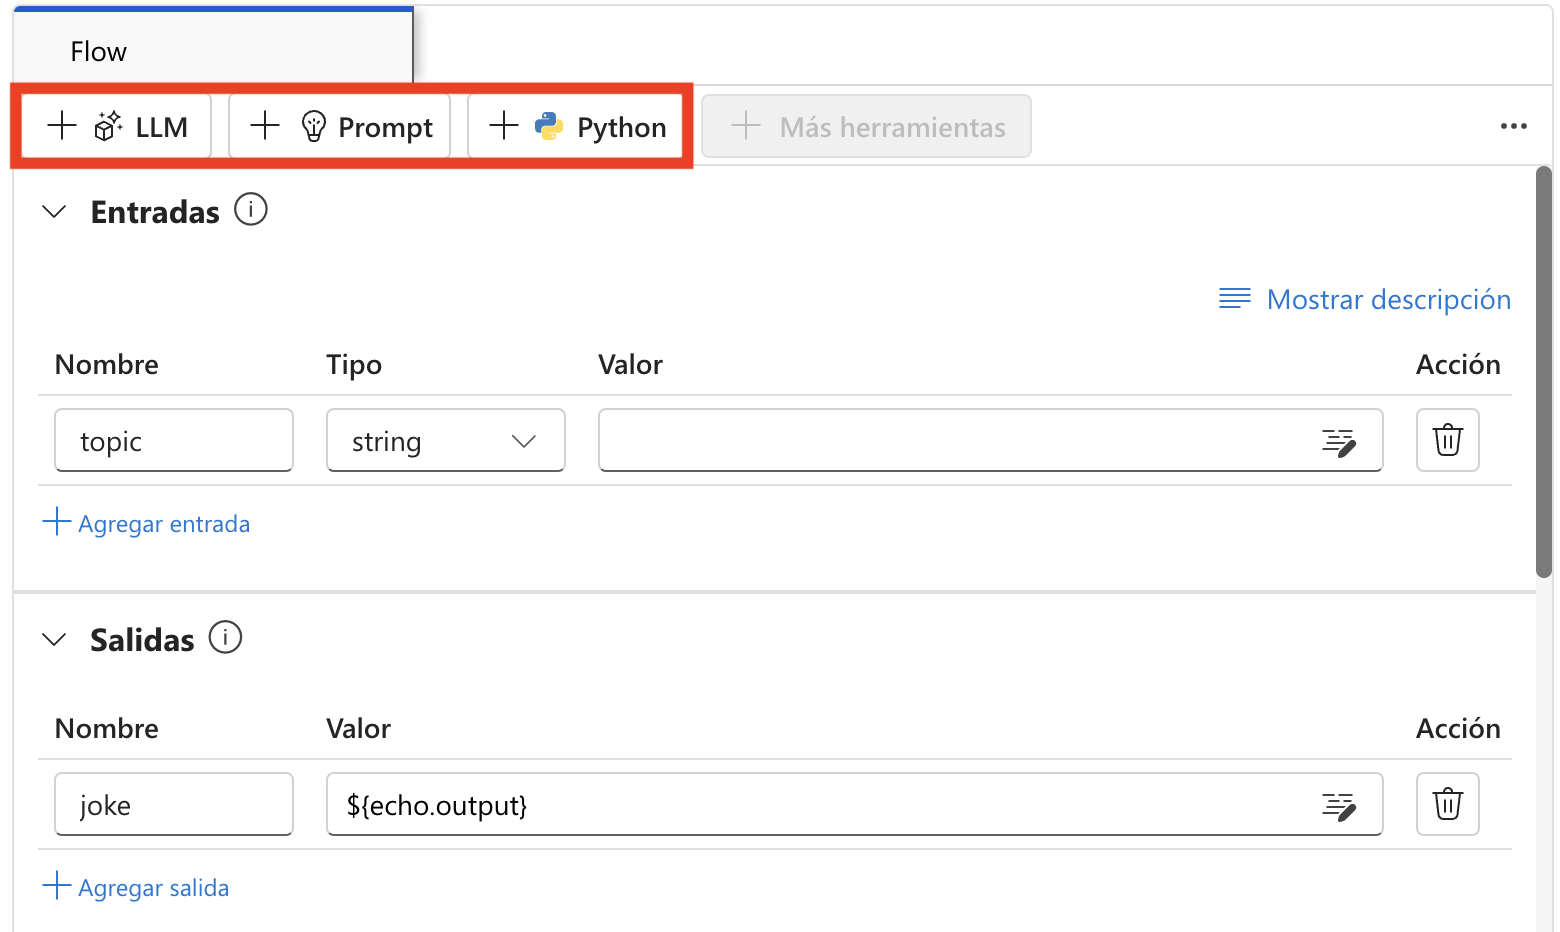 Flow
LLM Prompt Python Más herramientas
Entradas
Mostrar descripción
Nombre Tipo Valor Acción
topic string
Agregar entrada
Salidas
Nombre Valor Acción
joke ${echo.output}
Agregar salida